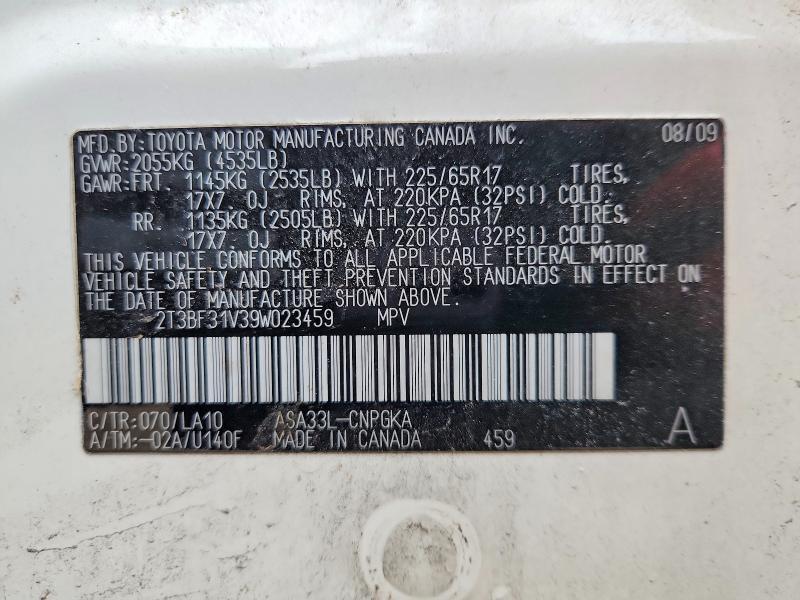 MFD. BY: TOYOTA MOTOR MANUFACTURING CANADA INC. 08/09
GVWR: 2055KG (4535LB)
GAWR: FRT. 1145KG (2535LB) WITH 225/65R17 TIRES,
17X7.0J RIMS, AT 220KPA (32PSI) COLD.
RR. 1135KG (2505LB) WITH 225/65R17 TIRES,
17X7.0J RIMS, AT 220KPA (32PSI) COLD.
THIS VEHICLE CONFORMS TO ALL APPLICABLE FEDERAL MOTOR
VEHICLE SAFETY AND THEFT PREVENTION STANDARDS IN EFFECT ON
THE DATE OF MANUFACTURE SHOWN ABOVE.
2T3BF31V39W023459 MPV
C/TR: 070/LA10 ASA33L-CNPGKA
A/TM: -02A/U140F MADE IN CANADA 459 A